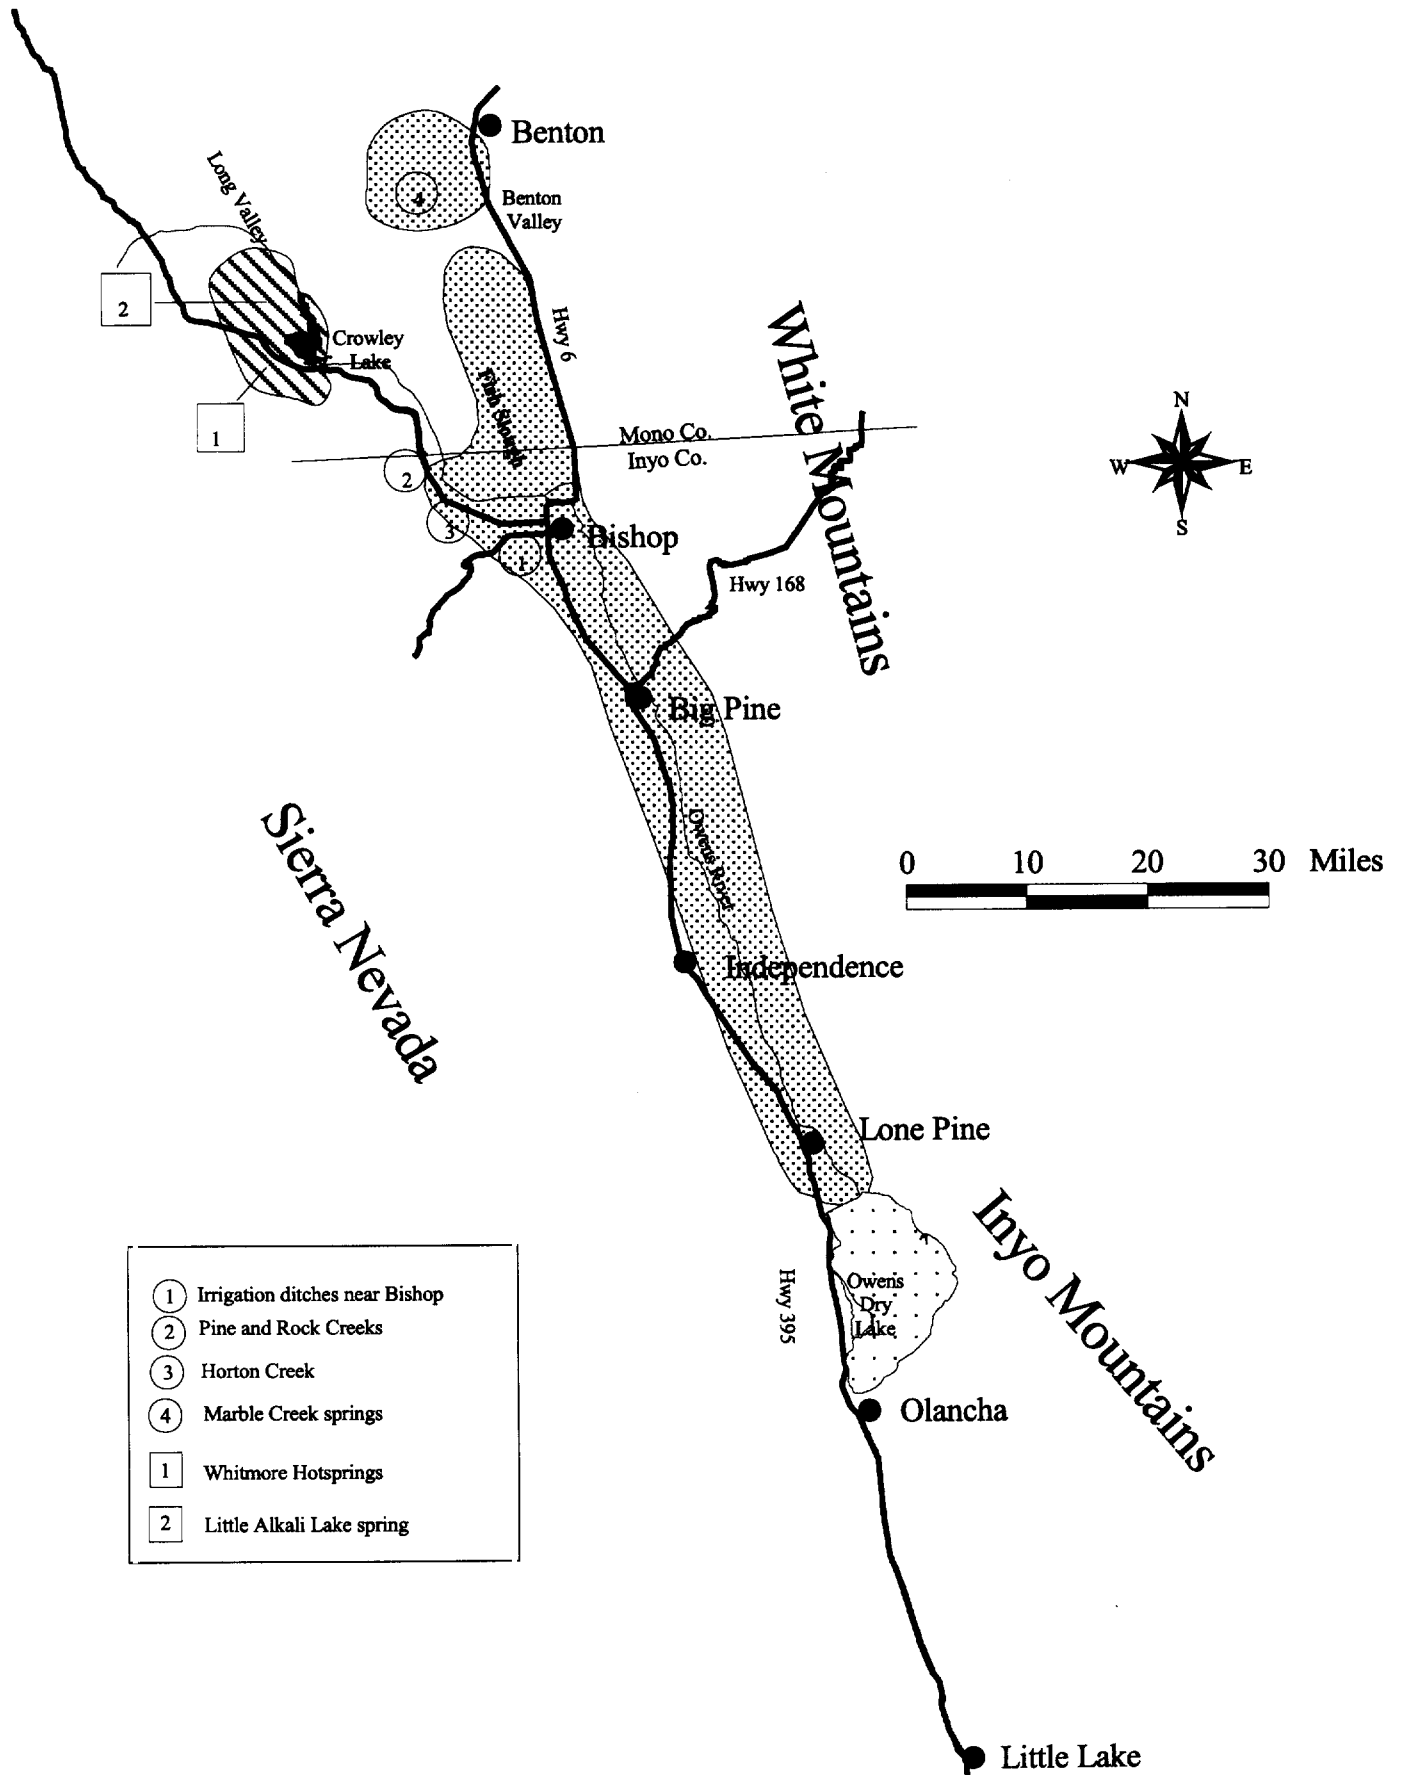 Benton
Long Valley
4
Benton
Valley
2
Hwy 6
Crowley
Lake
White Mountains
Fish Slough
1
N
W
E
S
Mono Co.
Inyo Co.
2
3
Bishop
1
Hwy 168
Big Pine
Sierra Nevada
Owens River
0 10 20 30 Miles
Independence
Lone Pine
Inyo Mountains
Hwy 395
Owens
Dry
Lake
Olancha
1 Irrigation ditches near Bishop
2 Pine and Rock Creeks
3 Horton Creek
4 Marble Creek springs
1 Whitmore Hotsprings
2 Little Alkali Lake spring
Little Lake